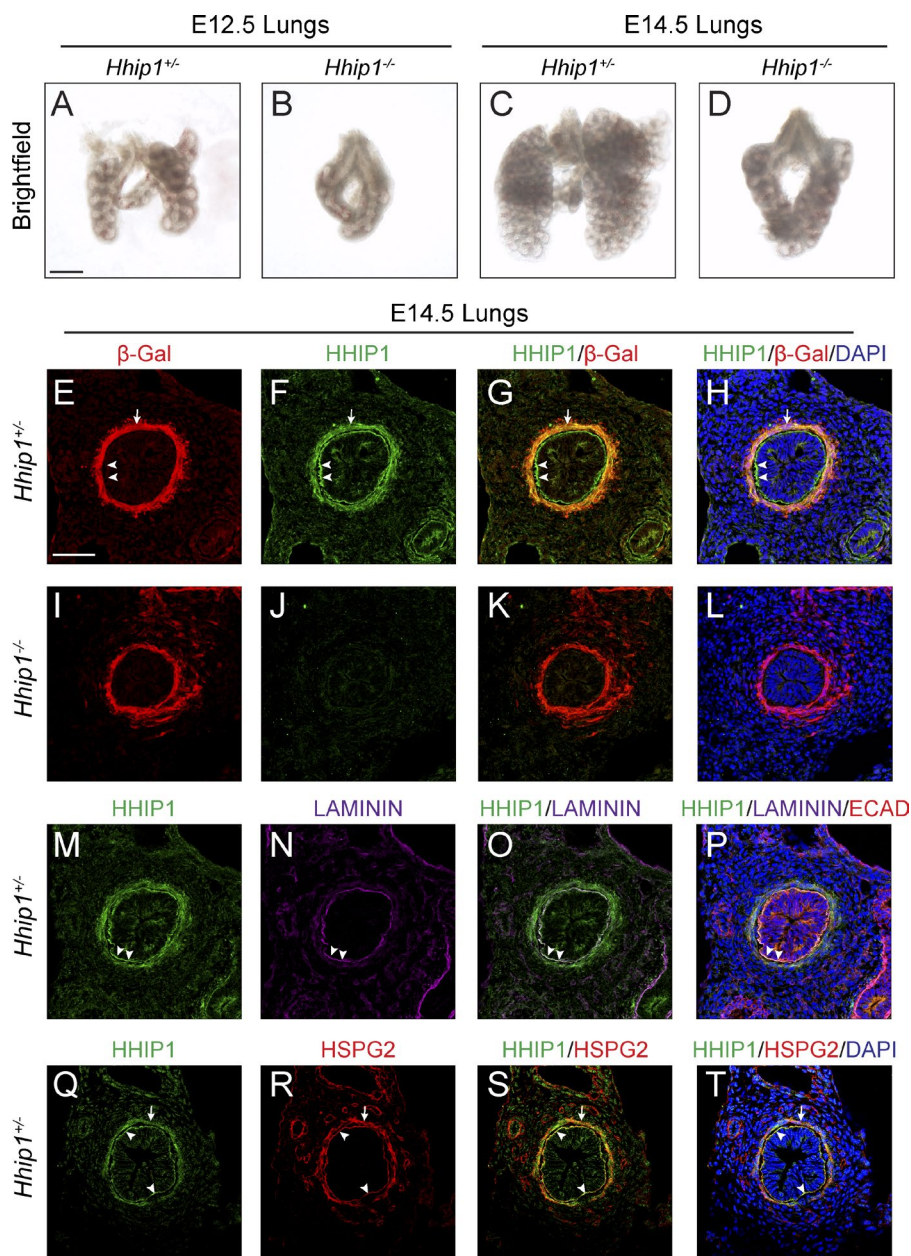 E12.5 Lungs E14.5 Lungs
Hhip1+/- Hhip1-/- Hhip1+/- Hhip1-/-
Brightfield
A B C D
E14.5 Lungs
β-Gal HHIP1 HHIP1/β-Gal HHIP1/β-Gal/DAPI
Hhip1+/-
E F G H
Hhip1-/-
I J K L
HHIP1 LAMININ HHIP1/LAMININ HHIP1/LAMININ/ECAD
Hhip1+/-
M N O P
HHIP1 HSPG2 HHIP1/HSPG2 HHIP1/HSPG2/DAPI
Hhip1+/-
Q R S T